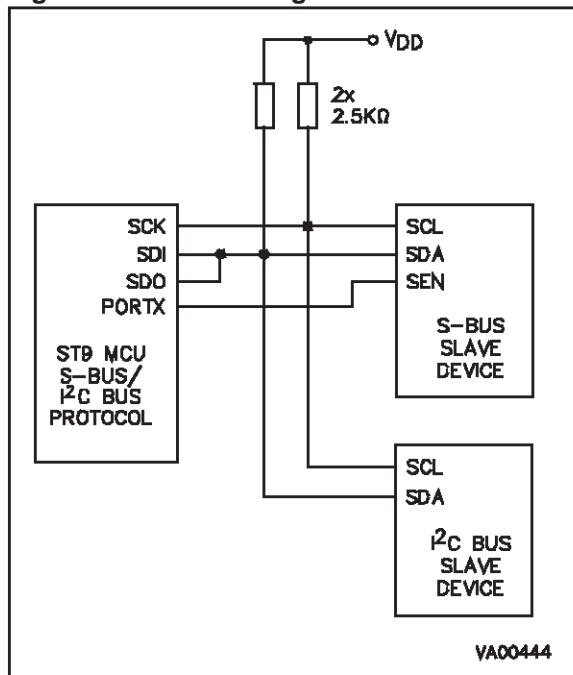 VDD
2x
2.5KΩ
SCK
SDI
SDO
PORTX
ST9 MCU
S-BUS/
I²C BUS
PROTOCOL
SCL
SDA
SEN
S-BUS
SLAVE
DEVICE
SCL
SDA
I²C BUS
SLAVE
DEVICE
VA00444